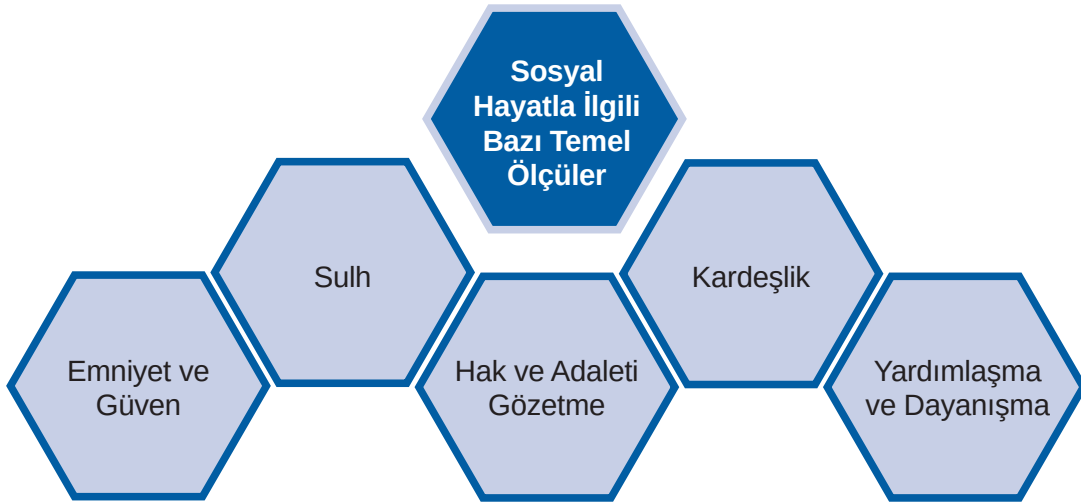 Sosyal
Hayatla İlgili
Bazı Temel
Ölçüler
Sulh
Kardeşlik
Emniyet ve
Güven
Hak ve Adaleti
Gözetme
Yardımlaşma
ve Dayanışma